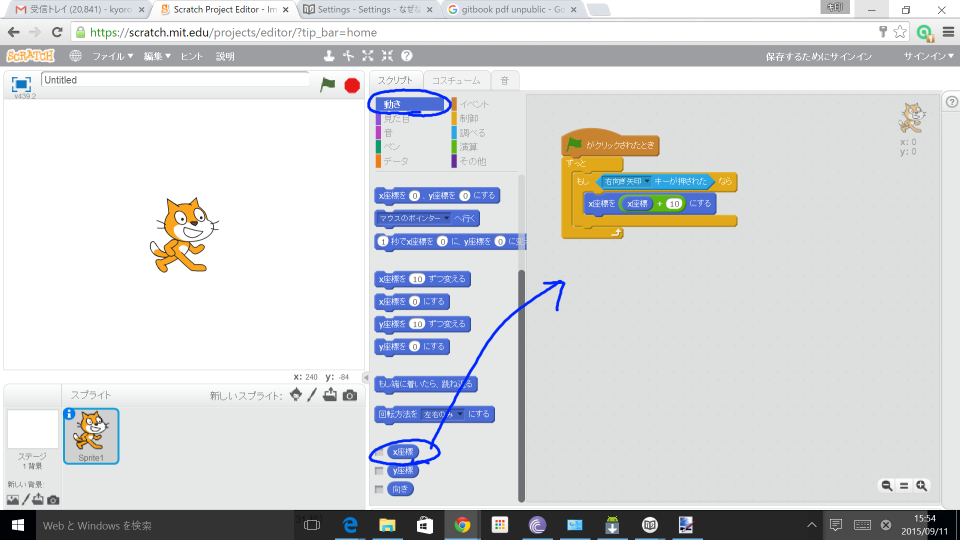 受信トレイ (20,841) - kyoro
Scratch Project Editor - Im
Settings - Settings - なぜな
gitbook pdf unpublic - Go
https://scratch.mit.edu/projects/editor/?tip_bar=home
SCRATCH ファイル 編集 ヒント 説明 保存するためにサインイン サインイン
Untitled
v439.2
スクリプト コスチューム 音
動き イベント
見た目 制御
音 調べる
ペン 演算
データ その他
x座標を 0 、y座標を 0 にする
マウスのポインター へ行く
1 秒でx座標を 0 に、y座標を 0 に変
x座標を 10 ずつ変える
x座標を 0 にする
y座標を 10 ずつ変える
y座標を 0 にする
もし端に着いたら、跳ね返る
回転方法を 左右のみ にする
x座標
y座標
向き
がクリックされたとき
ずっと
もし 右向き矢印 キーが押された なら
x座標を x座標 + 10 にする
x: 0
y: 0
x: 240 y: -84
スプライト 新しいスプライト:
Sprite1
ステージ
1 背景
新しい背景:
Web と Windows を検索
15:54
2015/09/11